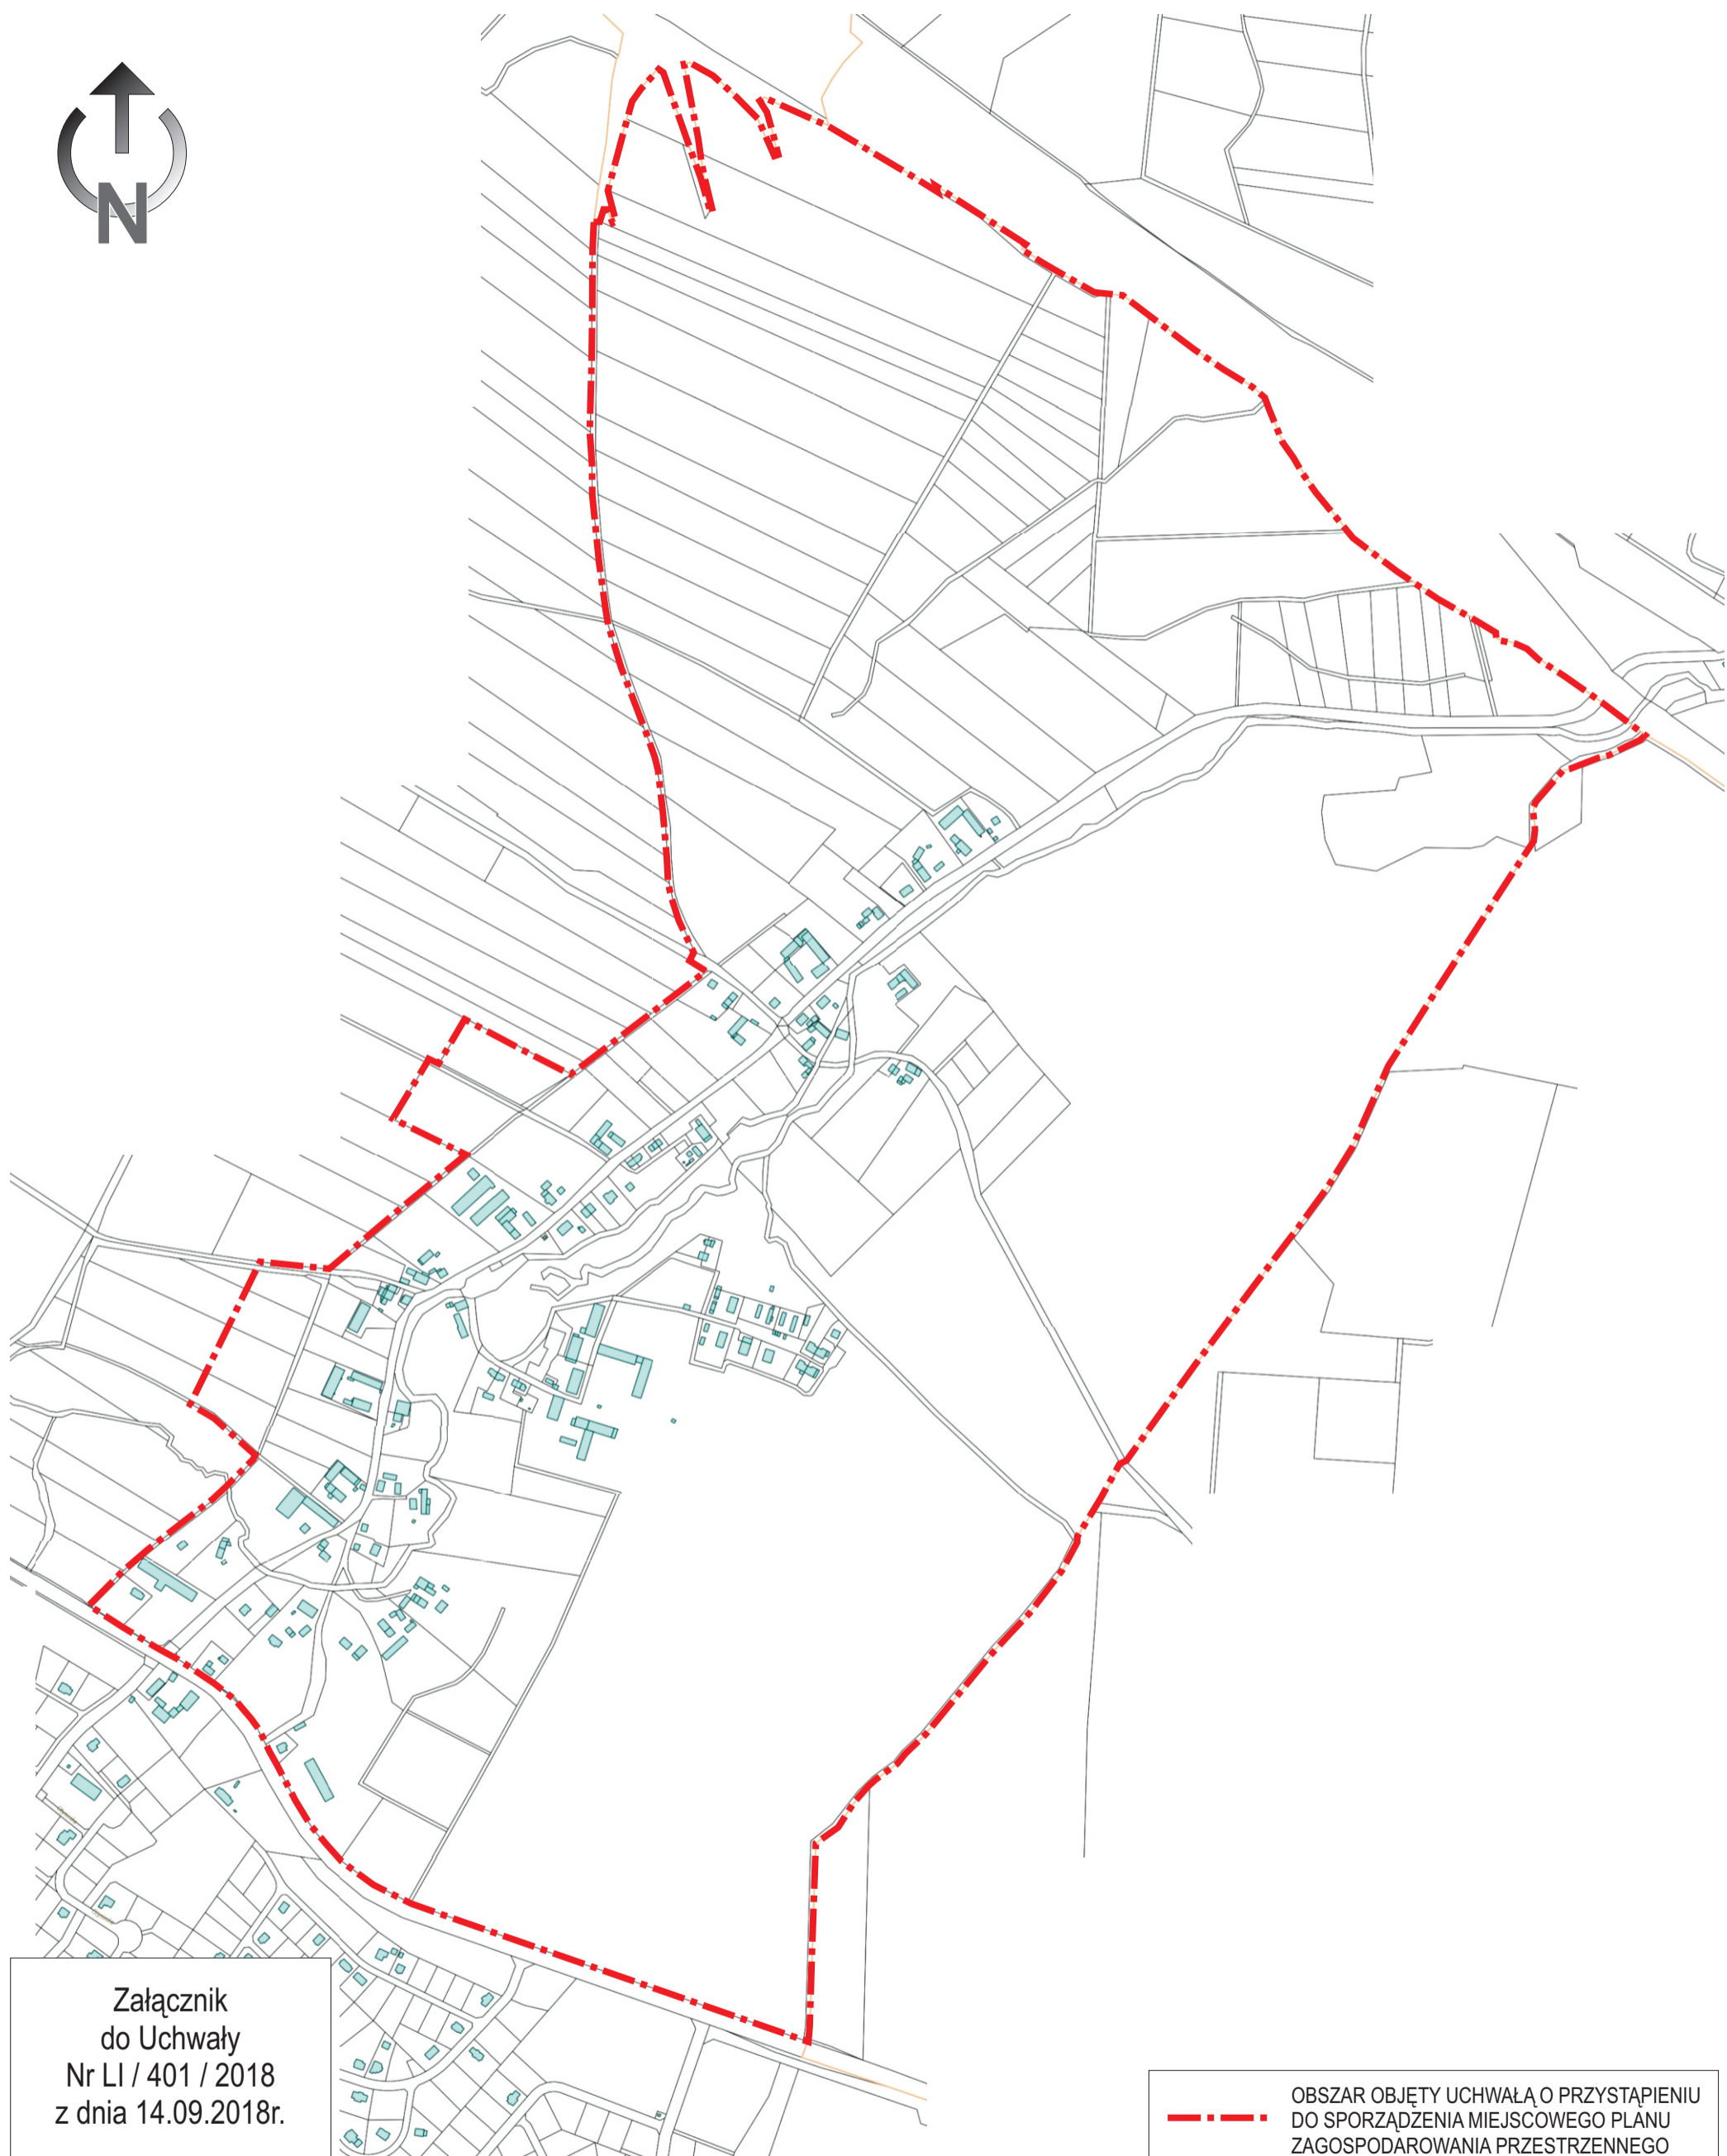 N
Załącznik
do Uchwały
Nr LI / 401 / 2018
z dnia 14.09.2018r.
OBSZAR OBJĘTY UCHWAŁĄ O PRZYSTĄPIENIU
DO SPORZĄDZENIA MIEJSCOWEGO PLANU
ZAGOSPODAROWANIA PRZESTRZENNEGO